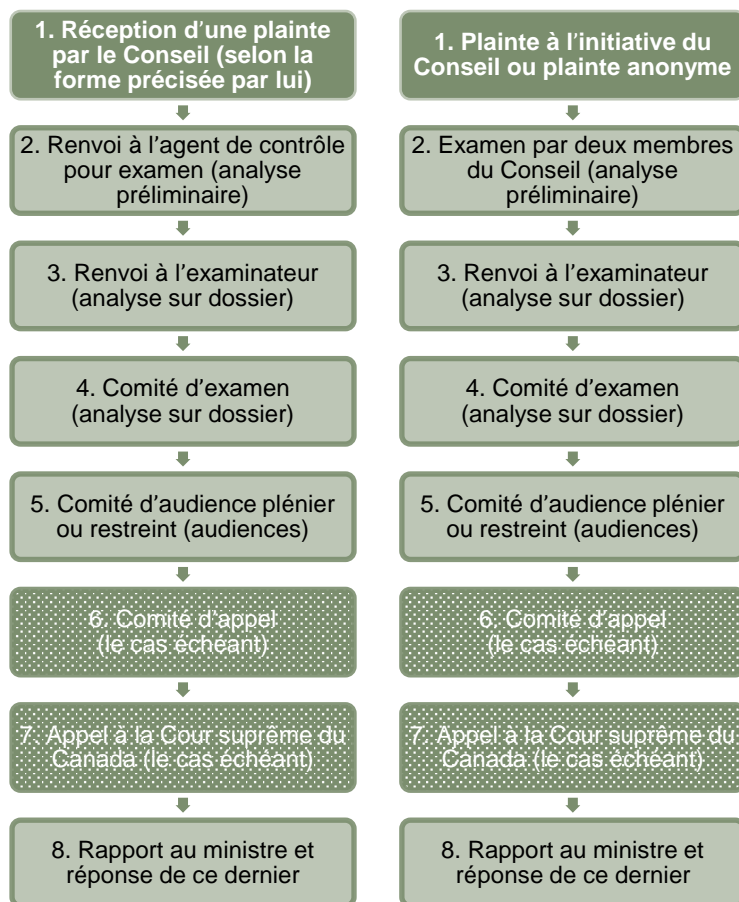 1. Réception d'une plainte
par le Conseil (selon la
forme précisée par lui)
2. Renvoi à l'agent de contrôle
pour examen (analyse
préliminaire)
3. Renvoi à l'examinateur
(analyse sur dossier)
4. Comité d'examen
(analyse sur dossier)
5. Comité d'audience plénier
ou restreint (audiences)
6. Comité d'appel
(le cas échéant)
7. Appel à la Cour suprême du
Canada (le cas échéant)
8. Rapport au ministre et
réponse de ce dernier
1. Plainte à l'initiative du
Conseil ou plainte anonyme
2. Examen par deux membres
du Conseil (analyse
préliminaire)
3. Renvoi à l'examinateur
(analyse sur dossier)
4. Comité d'examen
(analyse sur dossier)
5. Comité d'audience plénier
ou restreint (audiences)
6. Comité d'appel
(le cas échéant)
7. Appel à la Cour suprême du
Canada (le cas échéant)
8. Rapport au ministre et
réponse de ce dernier